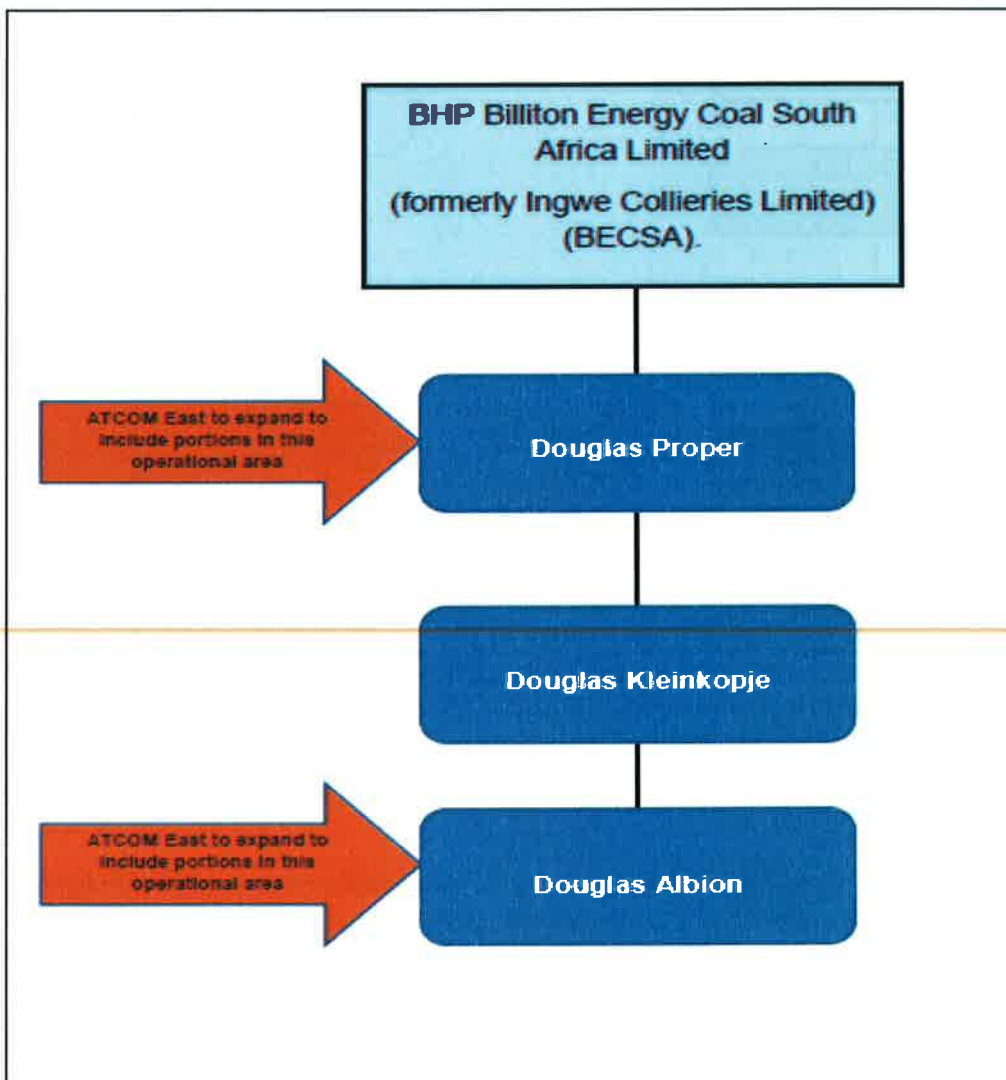 BHP Billiton Energy Coal South
Africa Limited
(formerly Ingwe Collieries Limited)
(BECSA).
ATCOM East to expand to
include portions in this
operational area
Douglas Proper
Douglas Kleinkopje
ATCOM East to expand to
include portions in this
operational area
Douglas Albion